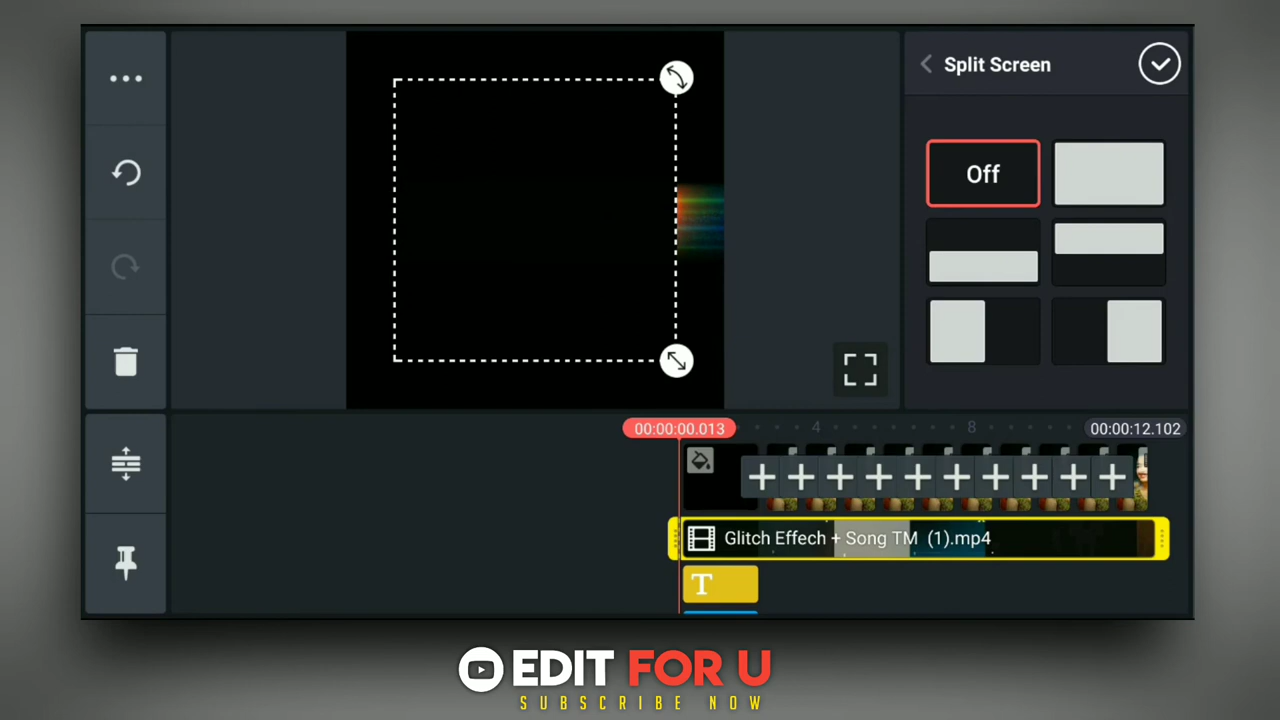 Split Screen
Off
00:00:00.013
4
8
00:00:12.102
Glitch Effech + Song TM (1).mp4
T
EDIT FOR U
SUBSCRIBE NOW